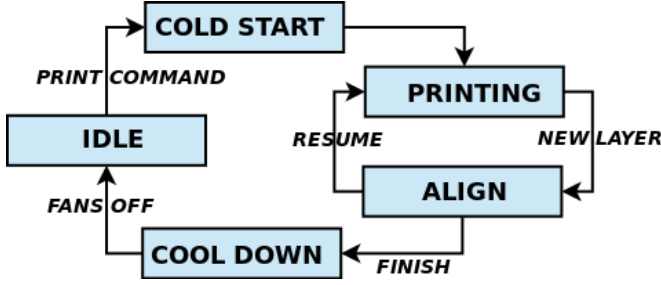 COLD START
PRINT COMMAND
PRINTING
IDLE
RESUME
NEW LAYER
ALIGN
FANS OFF
COOL DOWN
FINISH